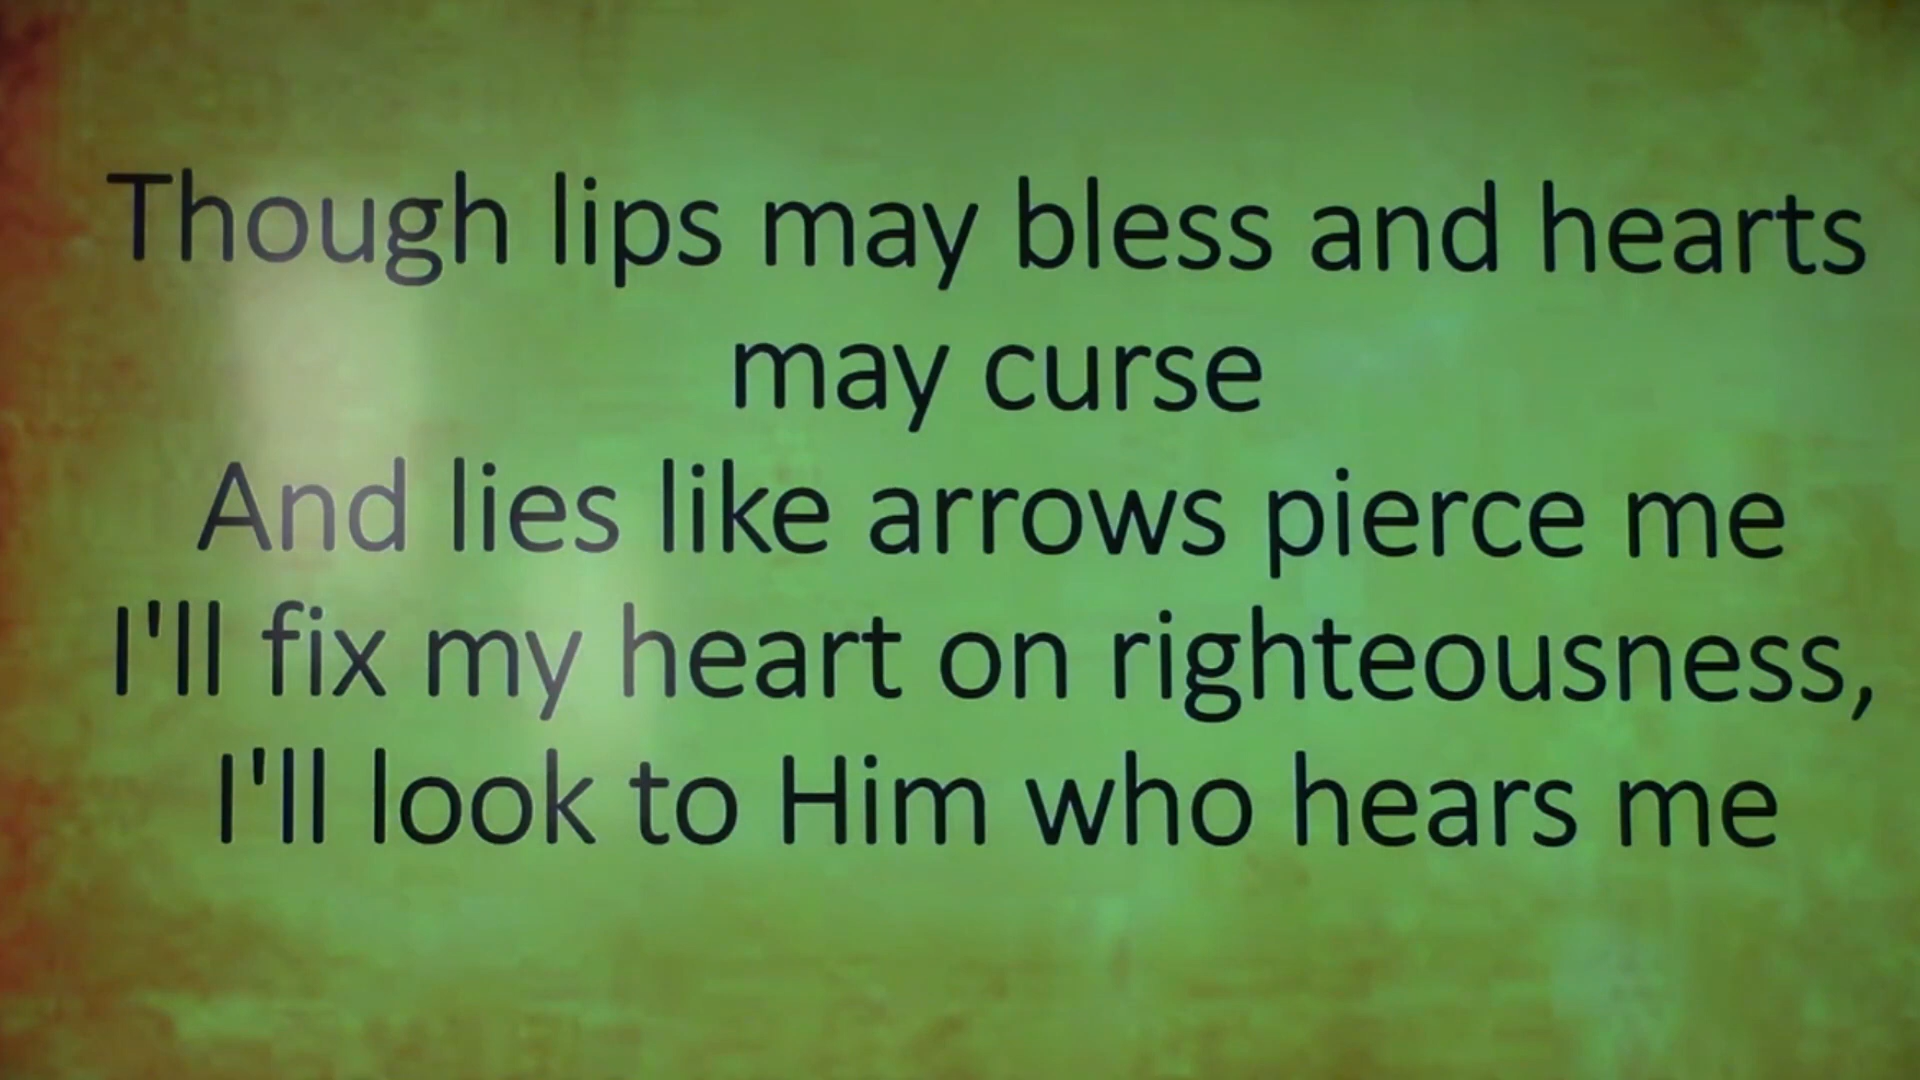 Though lips may bless and hearts
may curse
And lies like arrows pierce me
I'll fix my heart on righteousness,
I'll look to Him who hears me